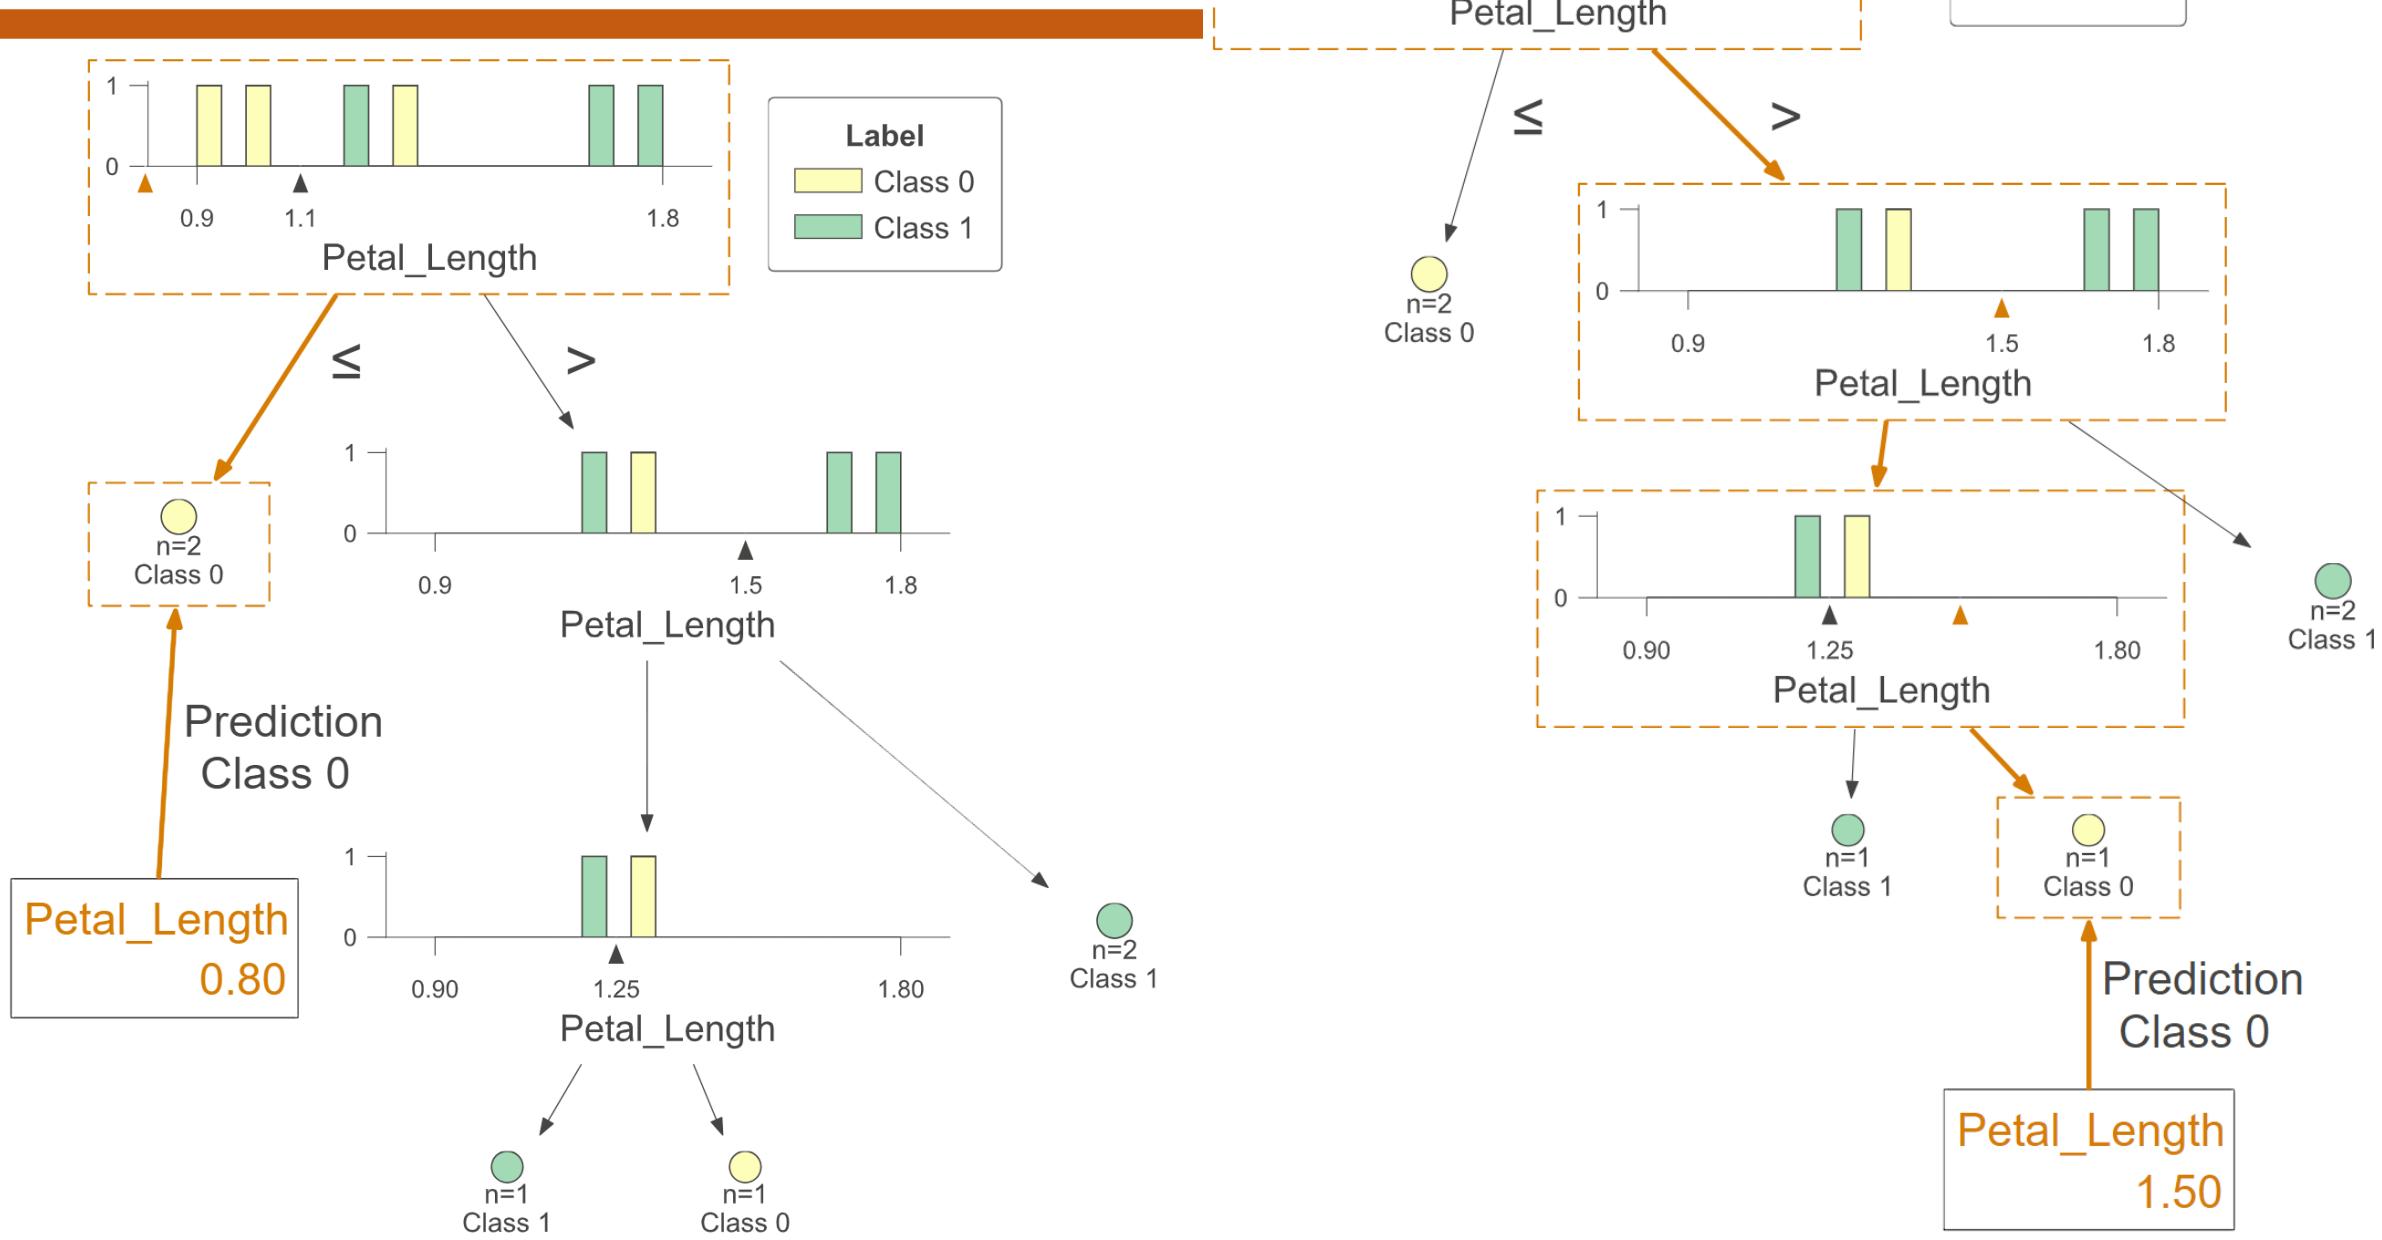 1
0
0.9
1.1
1.8
Petal_Length
Label
Class 0
Class 1
≤
>
n=2
Class 0
1
0
0.9
1.5
1.8
Petal_Length
Prediction
Class 0
Petal_Length
0.80
1
0
0.90
1.25
1.80
Petal_Length
n=2
Class 1
n=1
Class 1
n=1
Class 0
Petal_Length
≤
>
n=2
Class 0
1
0
0.9
1.5
1.8
Petal_Length
1
0
0.90
1.25
1.80
Petal_Length
n=2
Class 1
n=1
Class 1
n=1
Class 0
Prediction
Class 0
Petal_Length
1.50